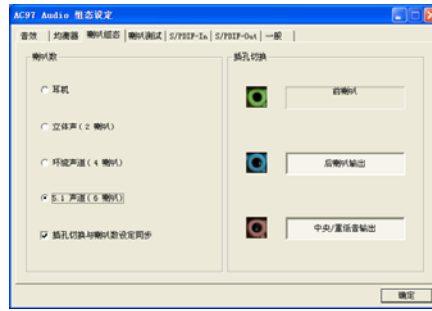 AC97 Audio 组态设定
音效 均衡器 喇叭组态 喇叭测试 S/PDIF-In S/PDIF-Out 一般
喇叭数
耳机
立体声(2 喇叭)
环绕声道(4 喇叭)
5.1 声道(6 喇叭)
插孔切换与喇叭数设定同步
插孔切换
前喇叭
后喇叭输出
中央/重低音输出
确定